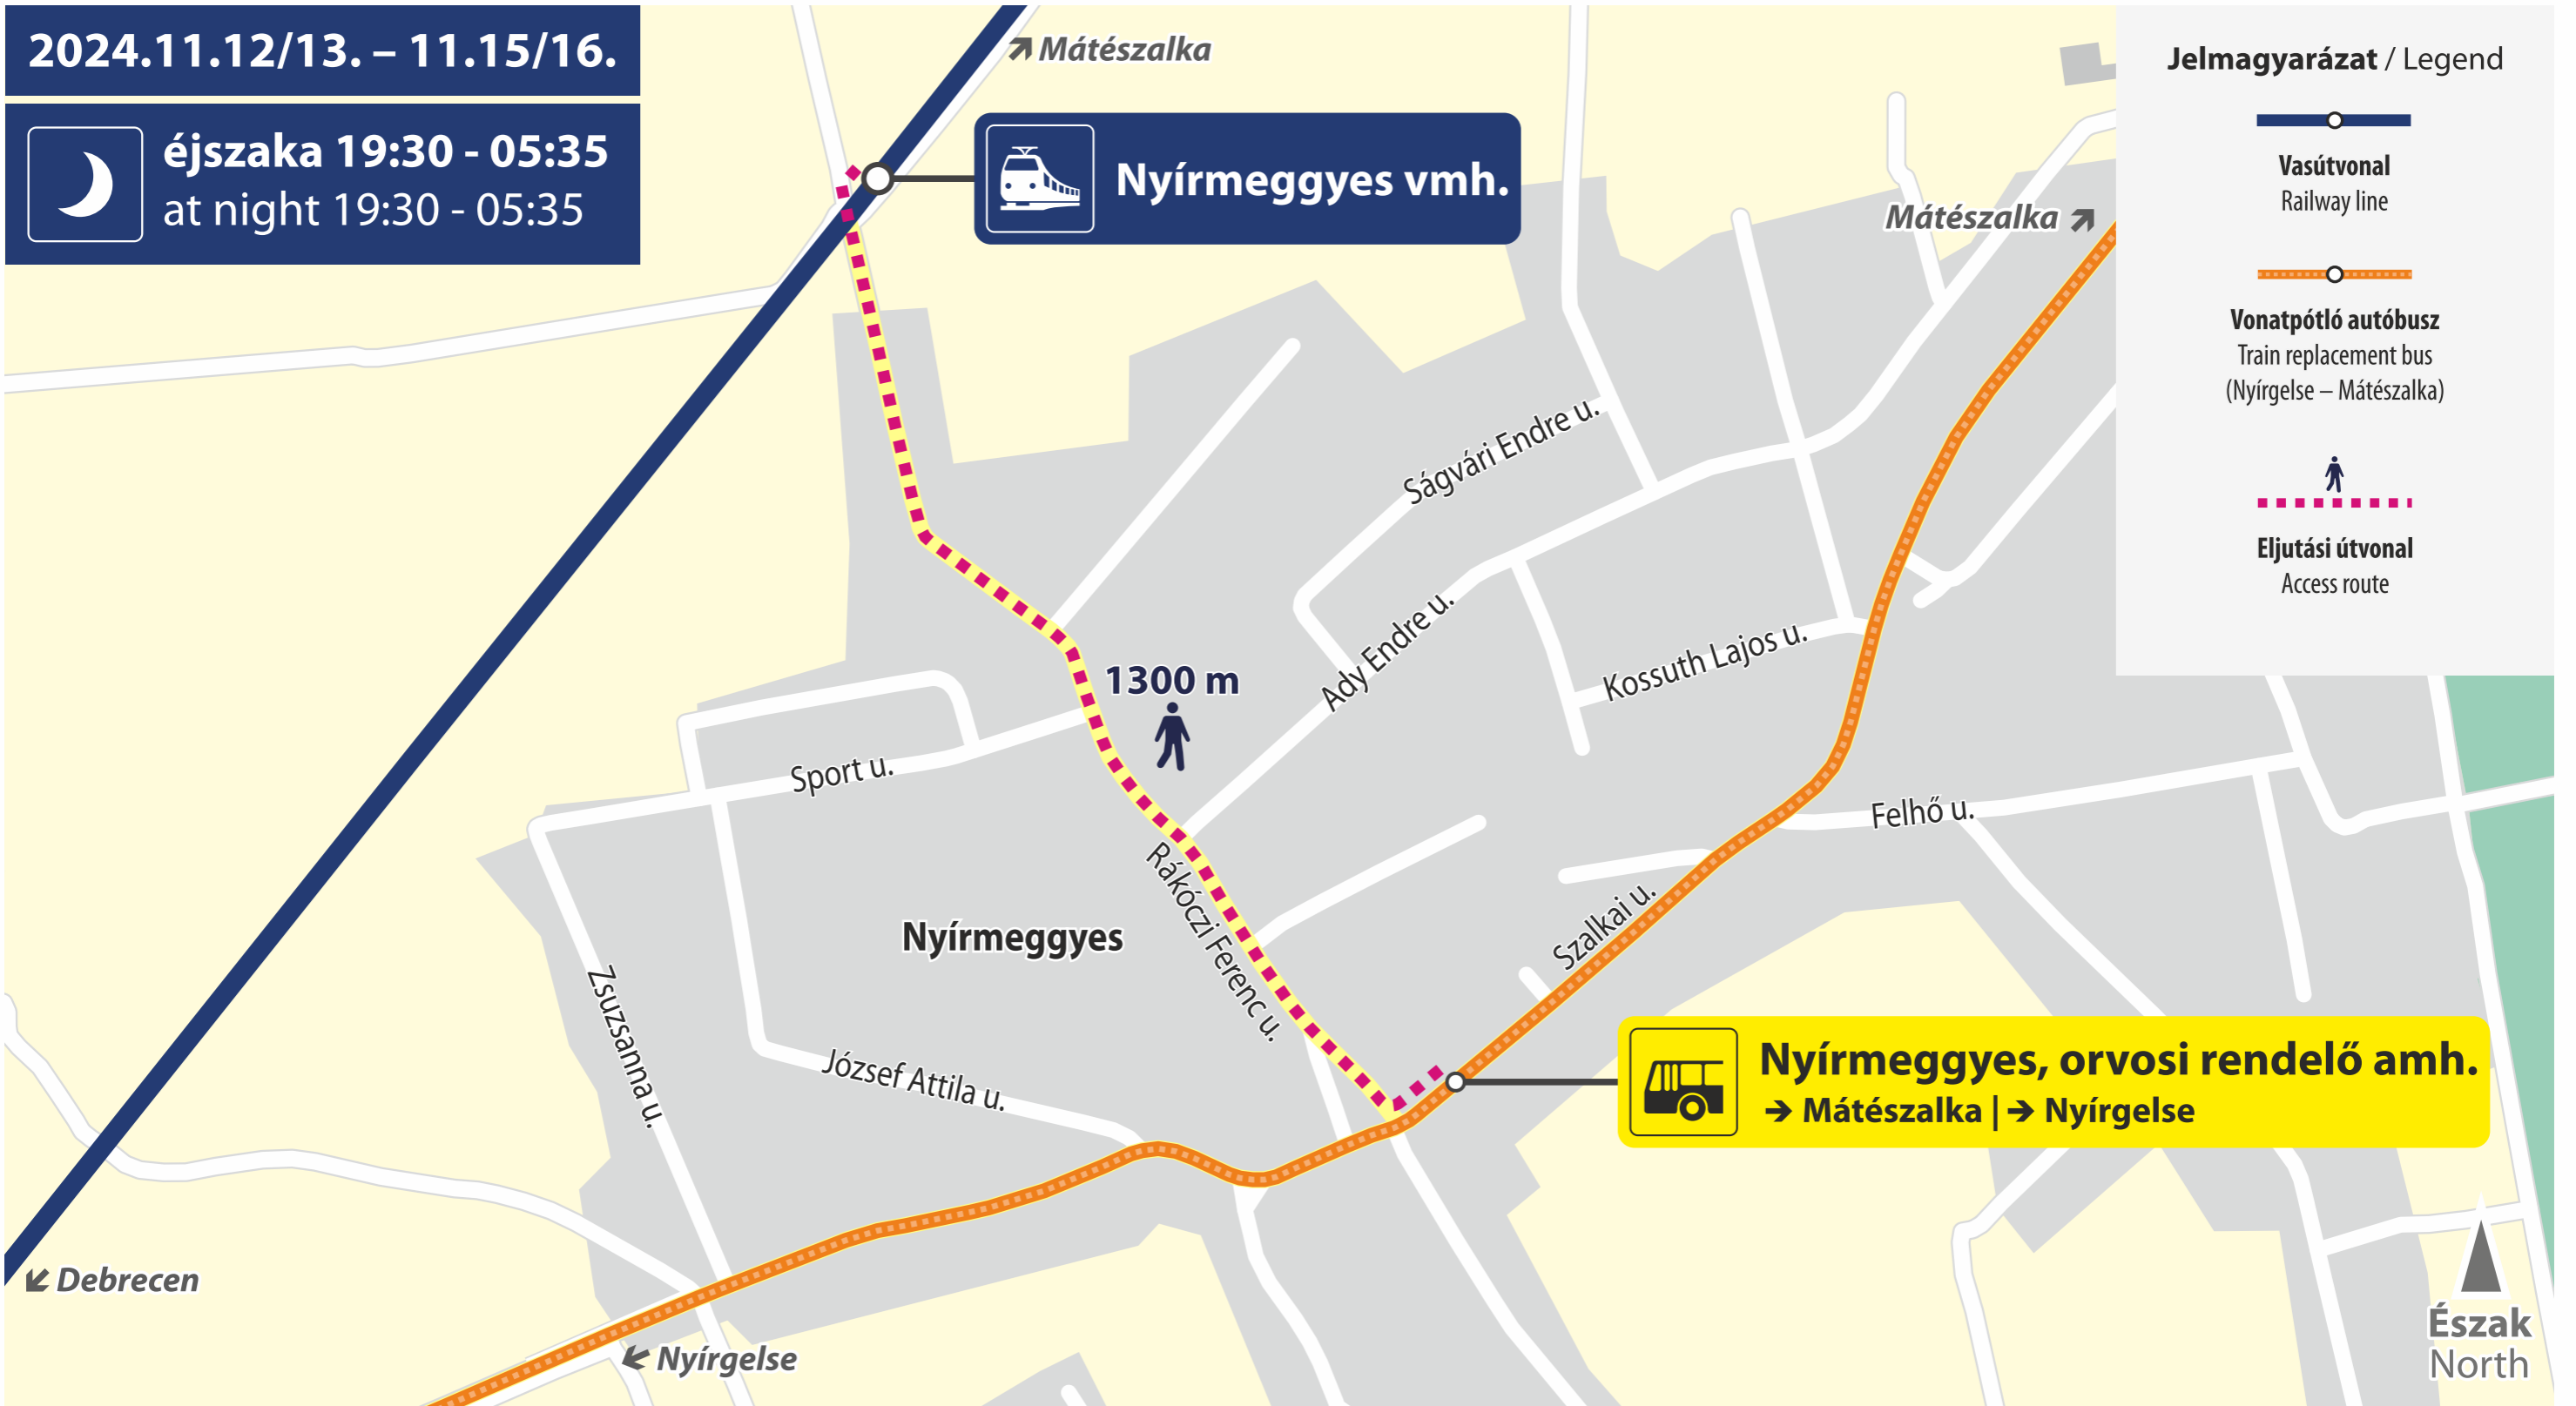 2024.11.12/13. – 11.15/16.
éjszaka 19:30 - 05:35
at night 19:30 - 05:35
Mátészalka
Nyírmeggyes vmh.
Mátészalka
Jelmagyarázat / Legend
Vasútvonal
Railway line
Vonatpótló autóbusz
Train replacement bus
(Nyírgelse – Mátészalka)
Eljutási útvonal
Access route
Ságvári Endre u.
Ady Endre u.
Kossuth Lajos u.
1300 m
Sport u.
Felhő u.
Rákóczi Ferenc u.
Szalkai u.
Nyírmeggyes
Zsuzsanna u.
József Attila u.
Nyírmeggyes, orvosi rendelő amh.
➔ Mátészalka | ➔ Nyírgelse
Debrecen
Nyírgelse
Észak
North